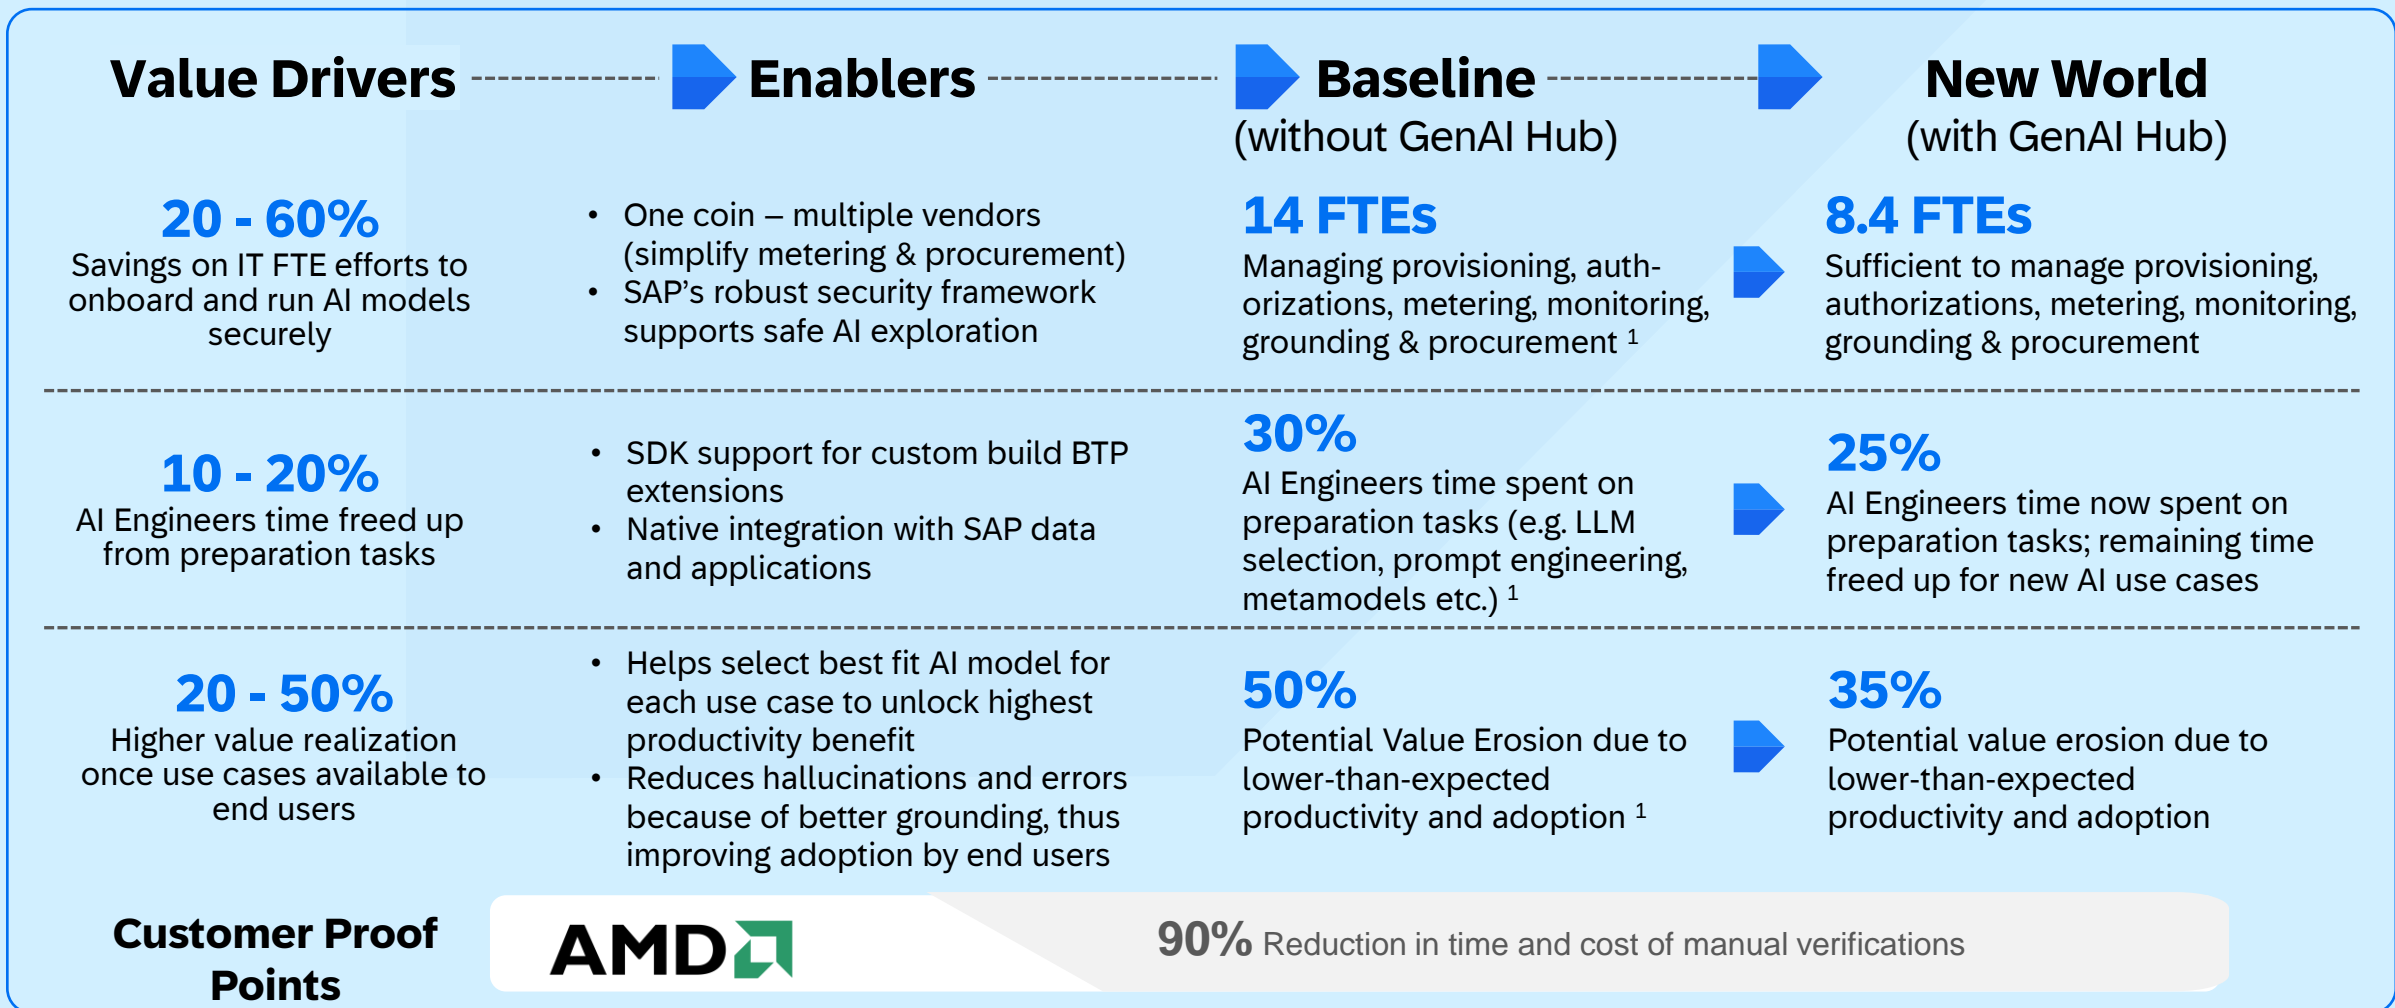 Value Drivers
Enablers
Baseline
(without GenAI Hub)
New World
(with GenAI Hub)
20 - 60%
Savings on IT FTE efforts to
onboard and run AI models
securely
• One coin – multiple vendors
(simplify metering & procurement)
• SAP’s robust security framework
supports safe AI exploration
14 FTEs
Managing provisioning, auth-
orizations, metering, monitoring,
grounding & procurement ¹
8.4 FTEs
Sufficient to manage provisioning,
authorizations, metering, monitoring,
grounding & procurement
10 - 20%
AI Engineers time freed up
from preparation tasks
• SDK support for custom build BTP
extensions
• Native integration with SAP data
and applications
30%
AI Engineers time spent on
preparation tasks (e.g. LLM
selection, prompt engineering,
metamodels etc.) ¹
25%
AI Engineers time now spent on
preparation tasks; remaining time
freed up for new AI use cases
20 - 50%
Higher value realization
once use cases available to
end users
• Helps select best fit AI model for
each use case to unlock highest
productivity benefit
• Reduces hallucinations and errors
because of better grounding, thus
improving adoption by end users
50%
Potential Value Erosion due to
lower-than-expected
productivity and adoption ¹
35%
Potential value erosion due to
lower-than-expected
productivity and adoption
Customer Proof
Points
AMD
90% Reduction in time and cost of manual verifications